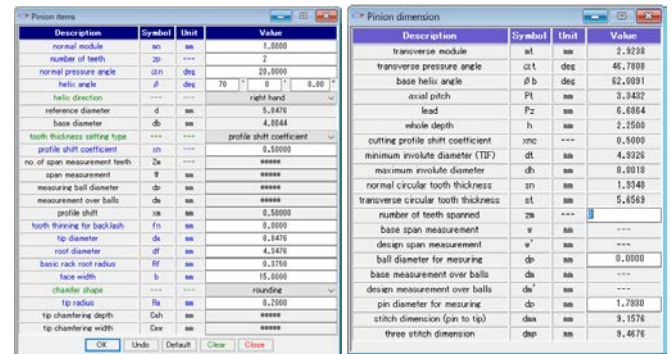 Pinion items
Description Symbol Unit Value
normal module mn mm 1.0000
number of teeth zp --- 2
normal pressure angle αn deg 20.0000
helix angle β deg 70 ° 0 ' 0.00 "
helix direction --- --- right hand
reference diameter d mm 5.8476
base diameter db mm
tooth thickness setting type --- --- profile shift coefficient
profile shift coefficient xn --- 0.50000
no. of span measurement teeth Zm --- *****
span measurement W mm *****
measuring ball diameter dp mm *****
measurement over balls dm mm *****
profile shift xm mm 0.50000
tooth thinning for backlash fn mm 0.0000
tip diameter da mm 8.8476
root diameter df mm 4.3476
basic rack root radius Rf mm 0.3750
face width b mm 15.0000
chamfer shape --- --- rounding
tip radius Ra mm 0.2000
tip chamfering depth Cah mm *****
tip chamfering width Caw mm *****
OK Undo Default Clear Close
Pinion dimension
Description Symbol Unit Value
transverse module mt mm 2.9238
transverse pressure angle αt deg 46.7808
base helix angle βb deg 62.0091
axial pitch Pt mm 3.3432
lead Pz mm 6.6864
whole depth h mm 2.2500
cutting profile shift coefficient xnc --- 0.5000
minimum involute diameter (TIF) dt mm 4.9326
maximum involute diameter dh mm 8.8018
normal circular tooth thickness sn mm 1.9348
transverse circular tooth thickness st mm 5.6569
number of teeth spanned zm ---
base span measurement w mm ---
design span measurement w' mm ---
ball diameter for mesuring dp mm 0.0000
base measurement over balls dm mm ---
design measurement over balls dm' mm ---
pin diameter for mesuring dp mm 1.7930
stitch dimension (pin to tip) dma mm 9.1576
three stitch dimension dmp mm 9.4676